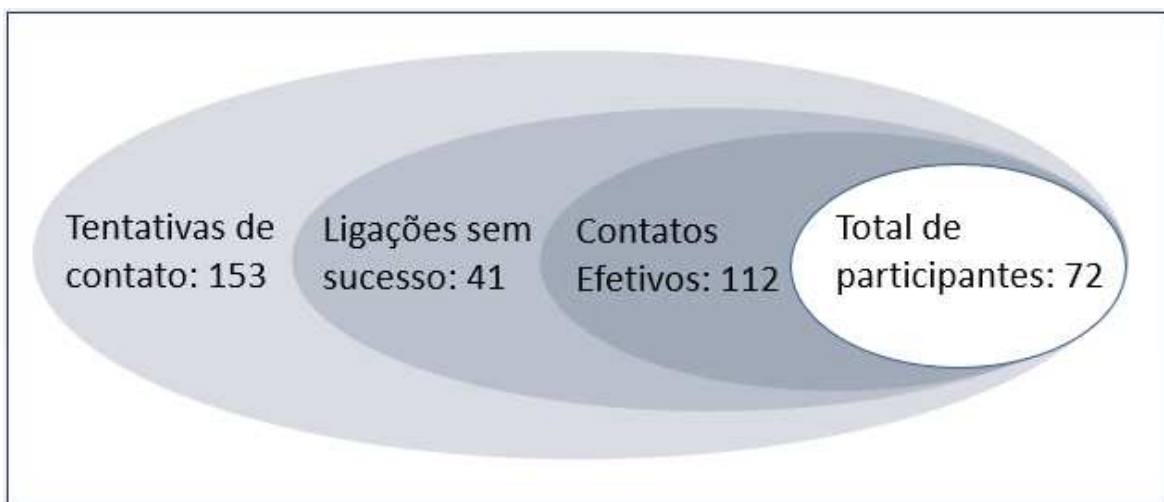 Tentativas de
contato: 153
Ligações sem
sucesso: 41
Contatos
Efetivos: 112
Total de
participantes: 72